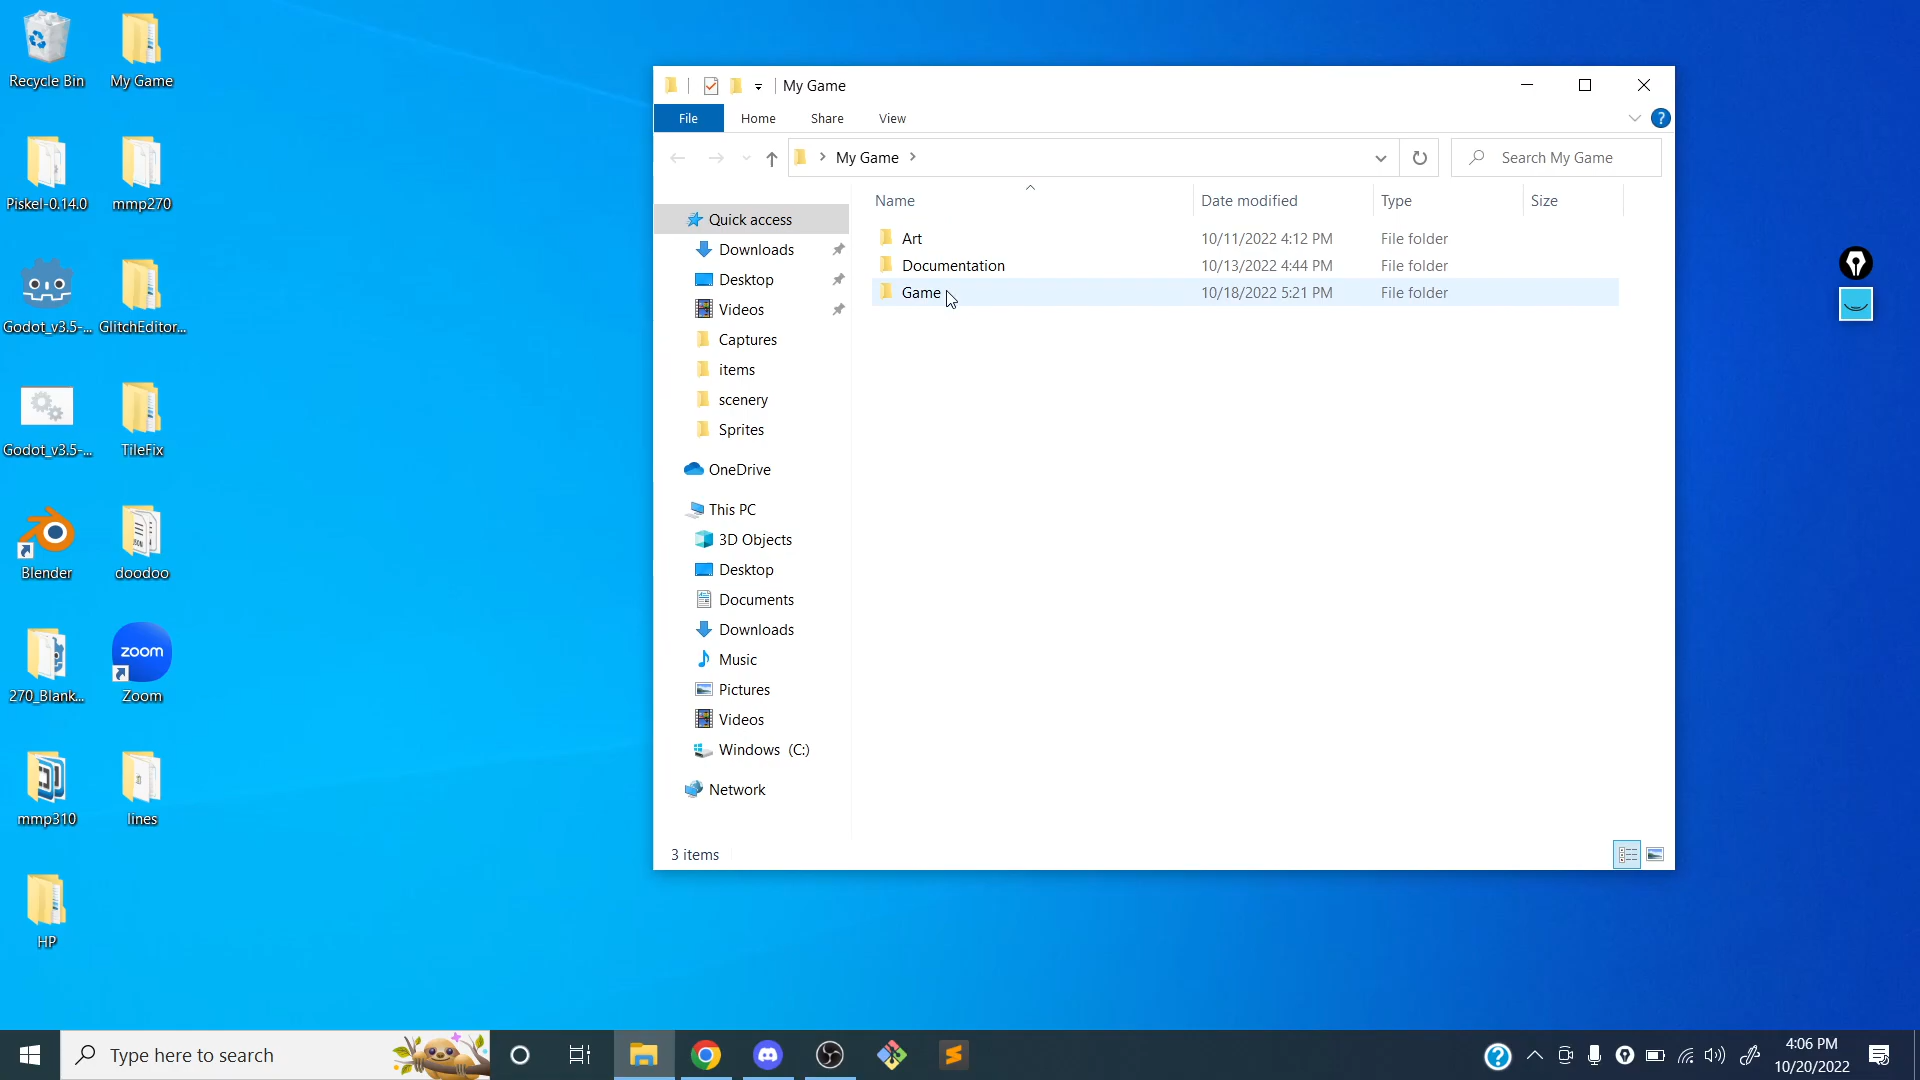 Recycle Bin
My Game
Piskel-0.14.0
mmp270
Godot_v3.5-...
GlitchEditor...
Godot_v3.5-...
TileFix
Blender
doodoo
270_Blank...
zoom
Zoom
mmp310
lines
HP
My Game
File
Home
Share
View
?
My Game
Search My Game
Name
Date modified
Type
Size
Quick access
Downloads
Desktop
Videos
Captures
items
scenery
Sprites
OneDrive
This PC
3D Objects
Desktop
Documents
Downloads
Music
Pictures
Videos
Windows (C:)
Network
Art 10/11/2022 4:12 PM File folder
Documentation 10/13/2022 4:44 PM File folder
Game 10/18/2022 5:21 PM File folder
3 items
Type here to search
?
4:06 PM
10/20/2022